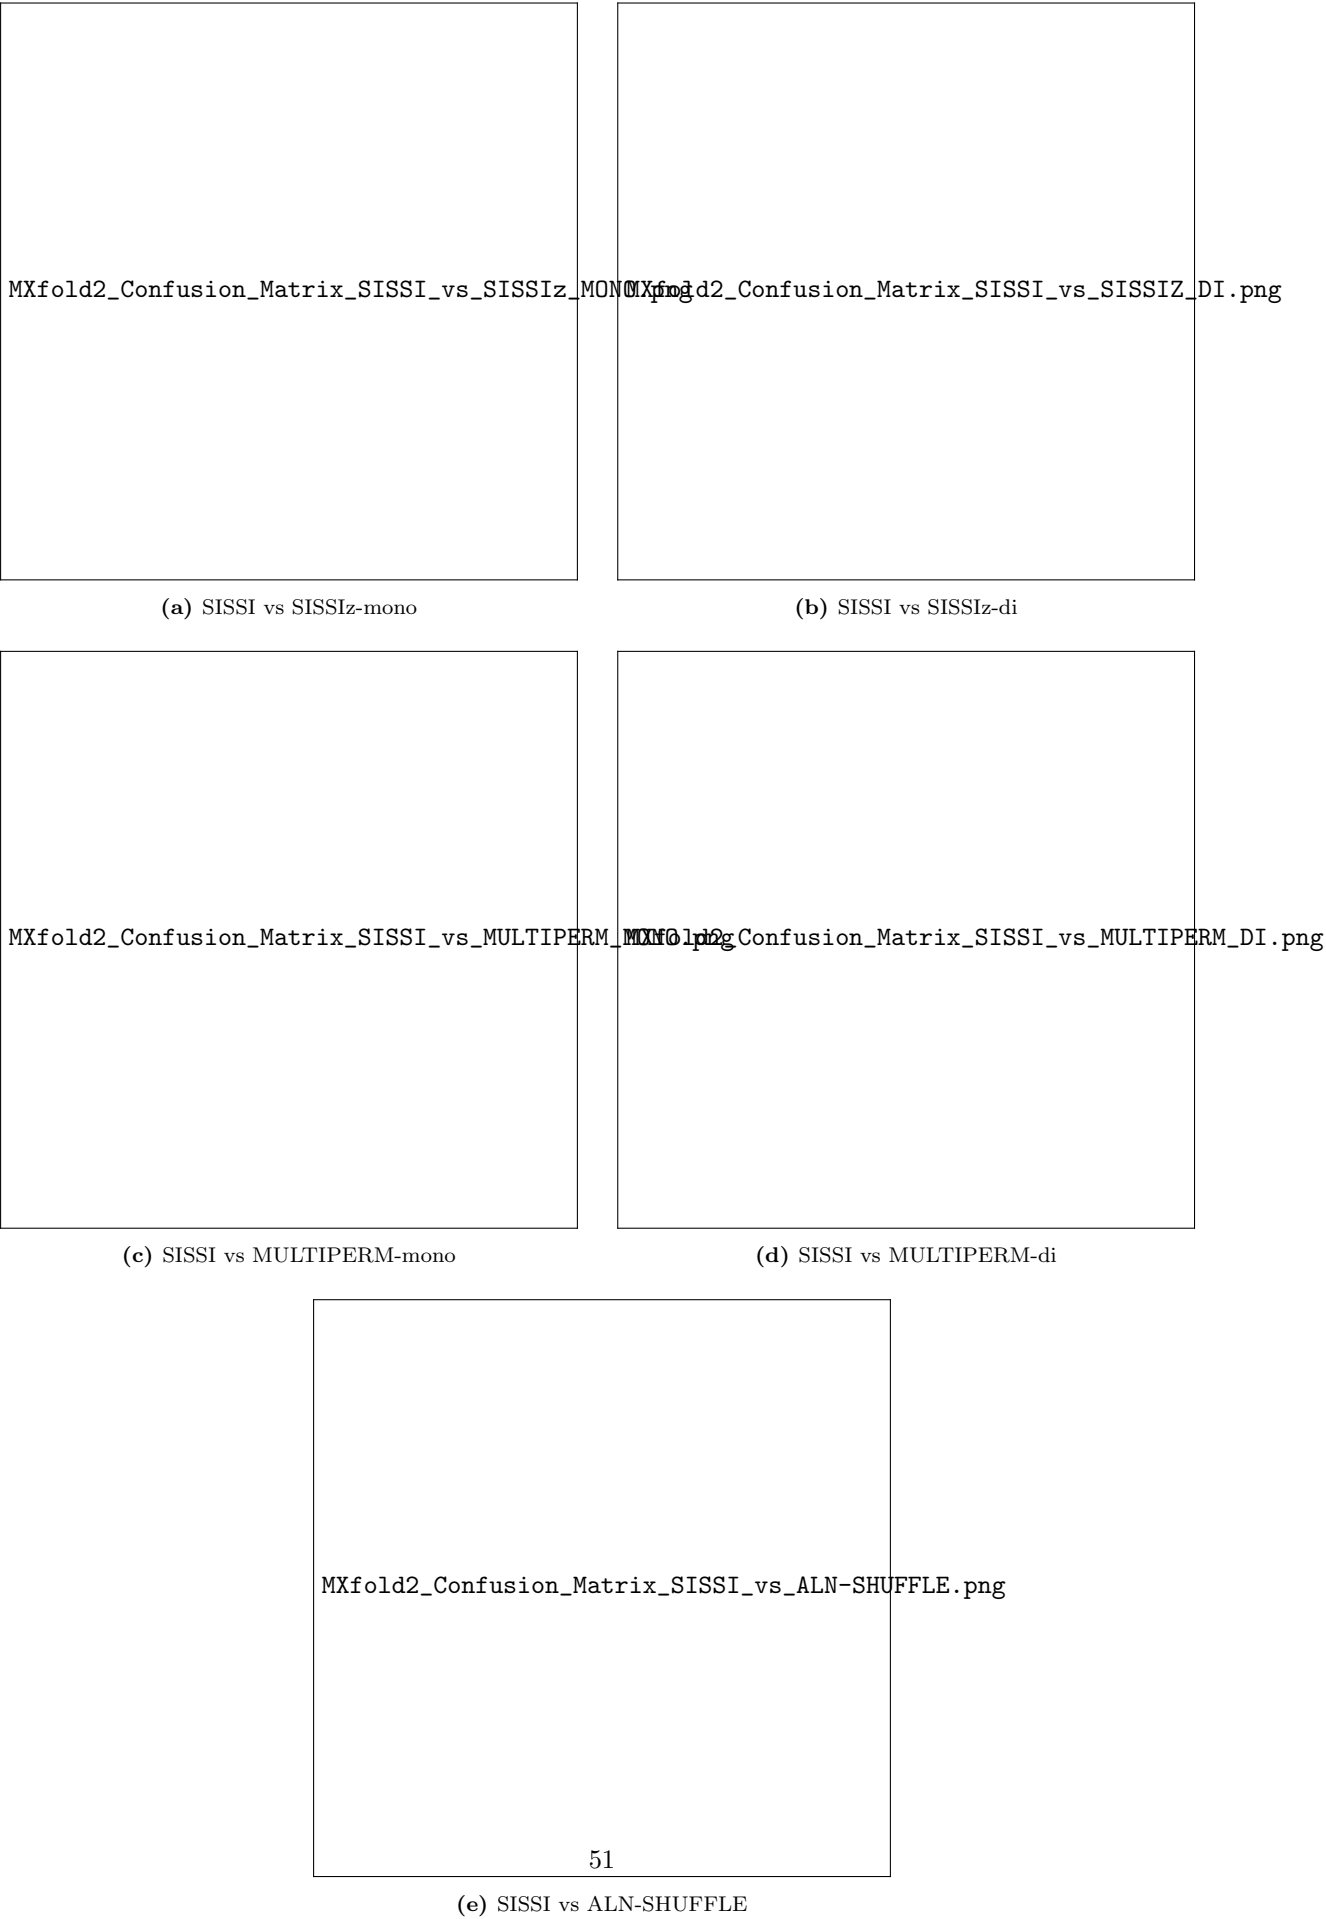 MXfold2_Confusion_Matrix_SISSI_vs_SISSIz_MONO.png
MXfold2_Confusion_Matrix_SISSI_vs_SISSIZ_DI.png
(a) SISSI vs SISSIz-mono
(b) SISSI vs SISSIz-di
MXfold2_Confusion_Matrix_SISSI_vs_MULTIPERM_MONO.png
MXfold2_Confusion_Matrix_SISSI_vs_MULTIPERM_DI.png
(c) SISSI vs MULTIPERM-mono
(d) SISSI vs MULTIPERM-di
MXfold2_Confusion_Matrix_SISSI_vs_ALN-SHUFFLE.png
51
(e) SISSI vs ALN-SHUFFLE